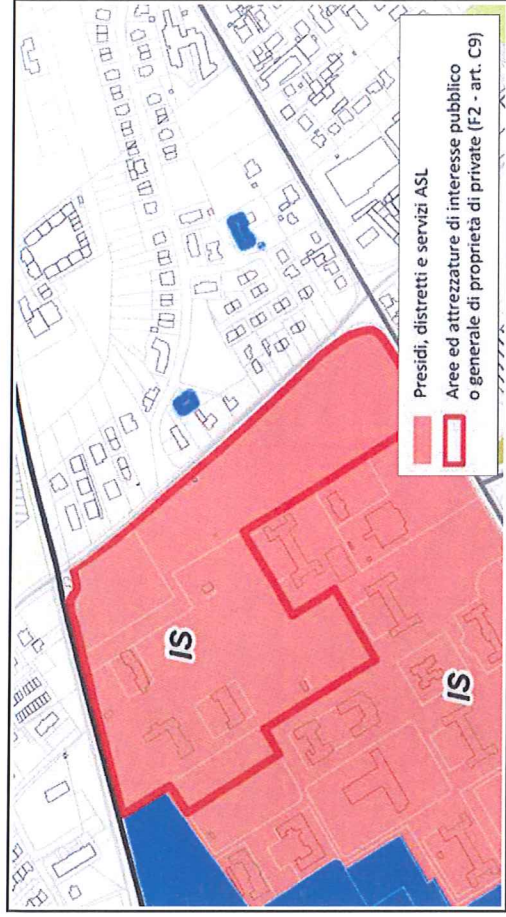 IS
IS
Presidi, distretti e servizi ASL
Aree ed attrezzature di interesse pubblico
o generale di proprietà di private (F2 - art. C9)